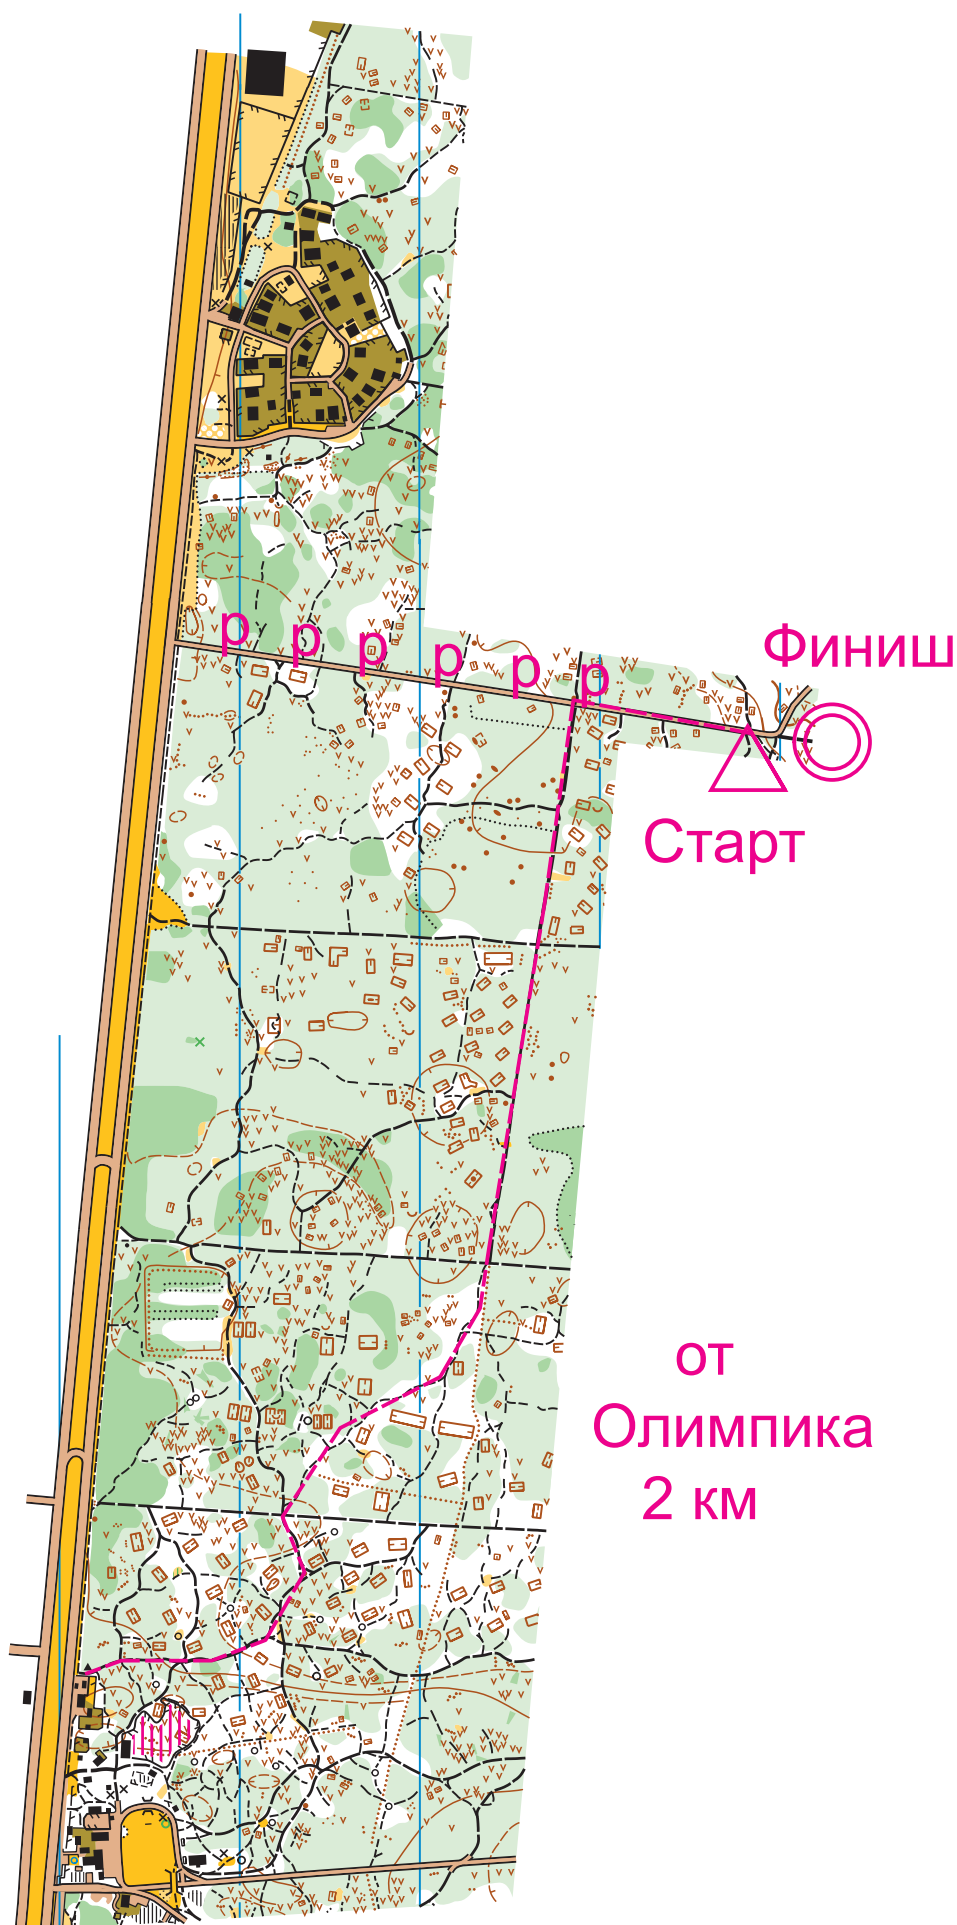 р р р р р р
Финиш
Старт
от
Олимпика
2 км